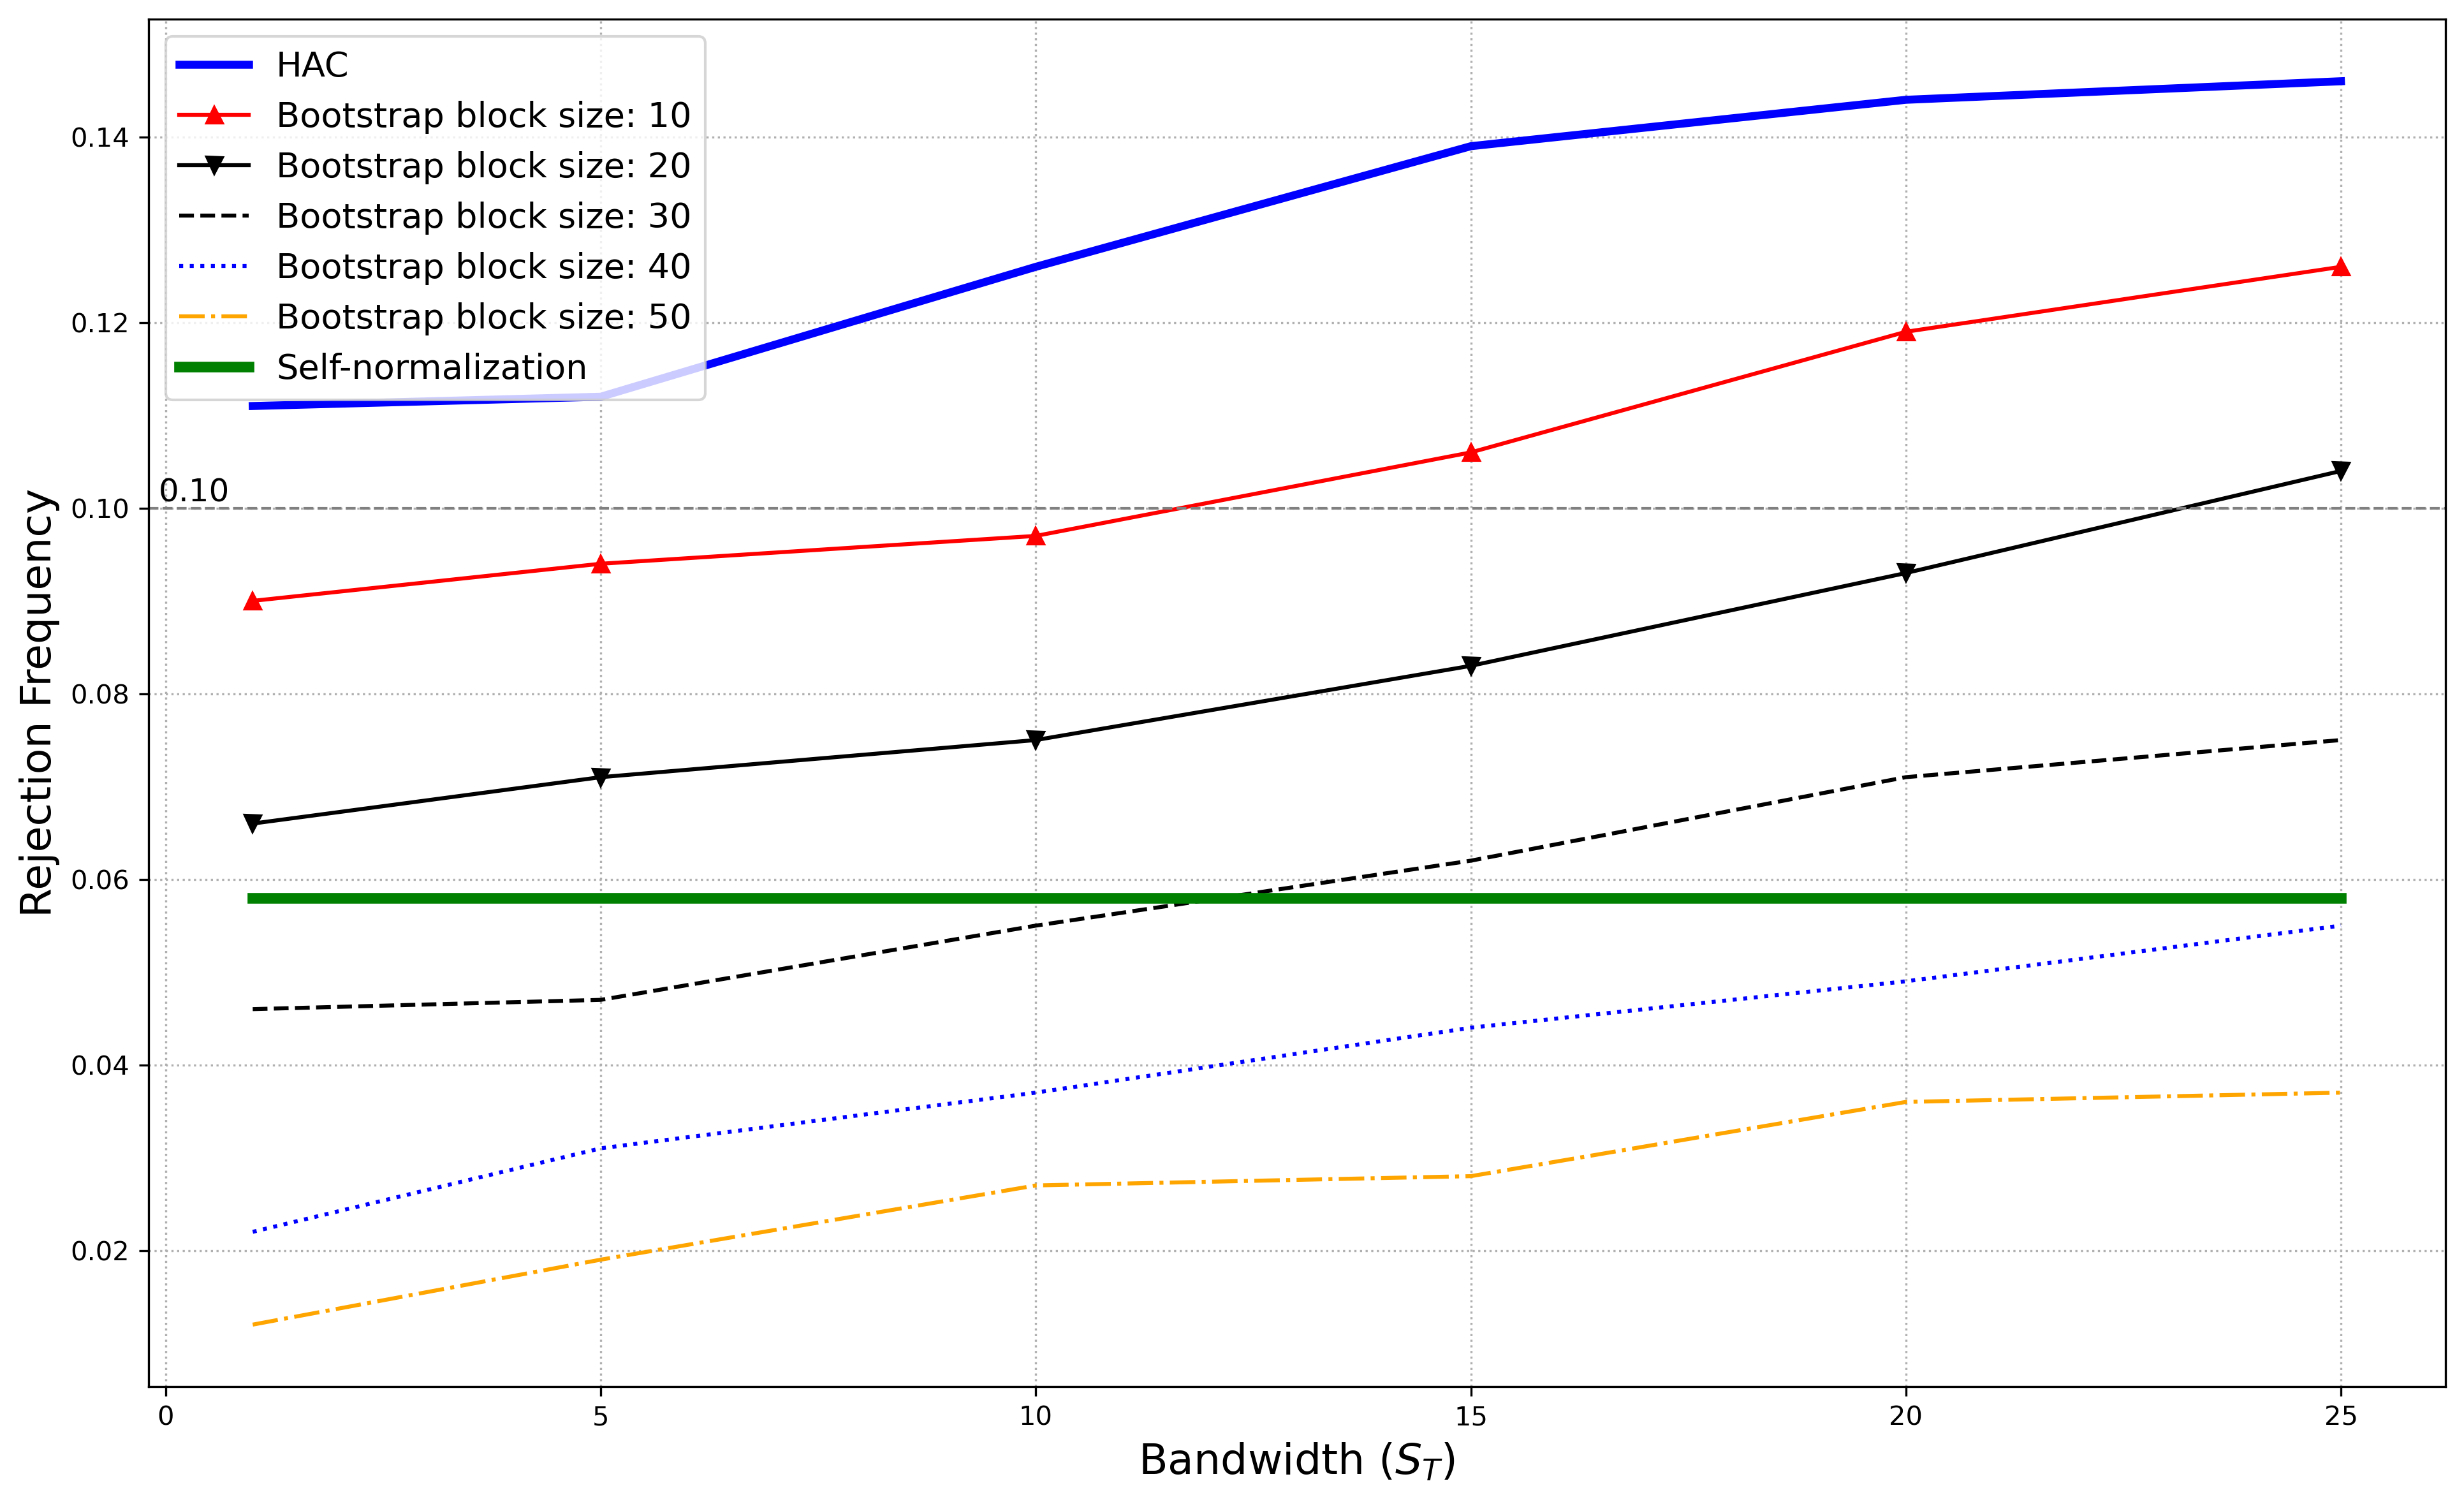 HAC
Bootstrap block size: 10
Bootstrap block size: 20
Bootstrap block size: 30
Bootstrap block size: 40
Bootstrap block size: 50
Self-normalization
0.10
Rejection Frequency
0.14
0.12
0.10
0.08
0.06
0.04
0.02
0 5 10 15 20 25
Bandwidth (S_T)